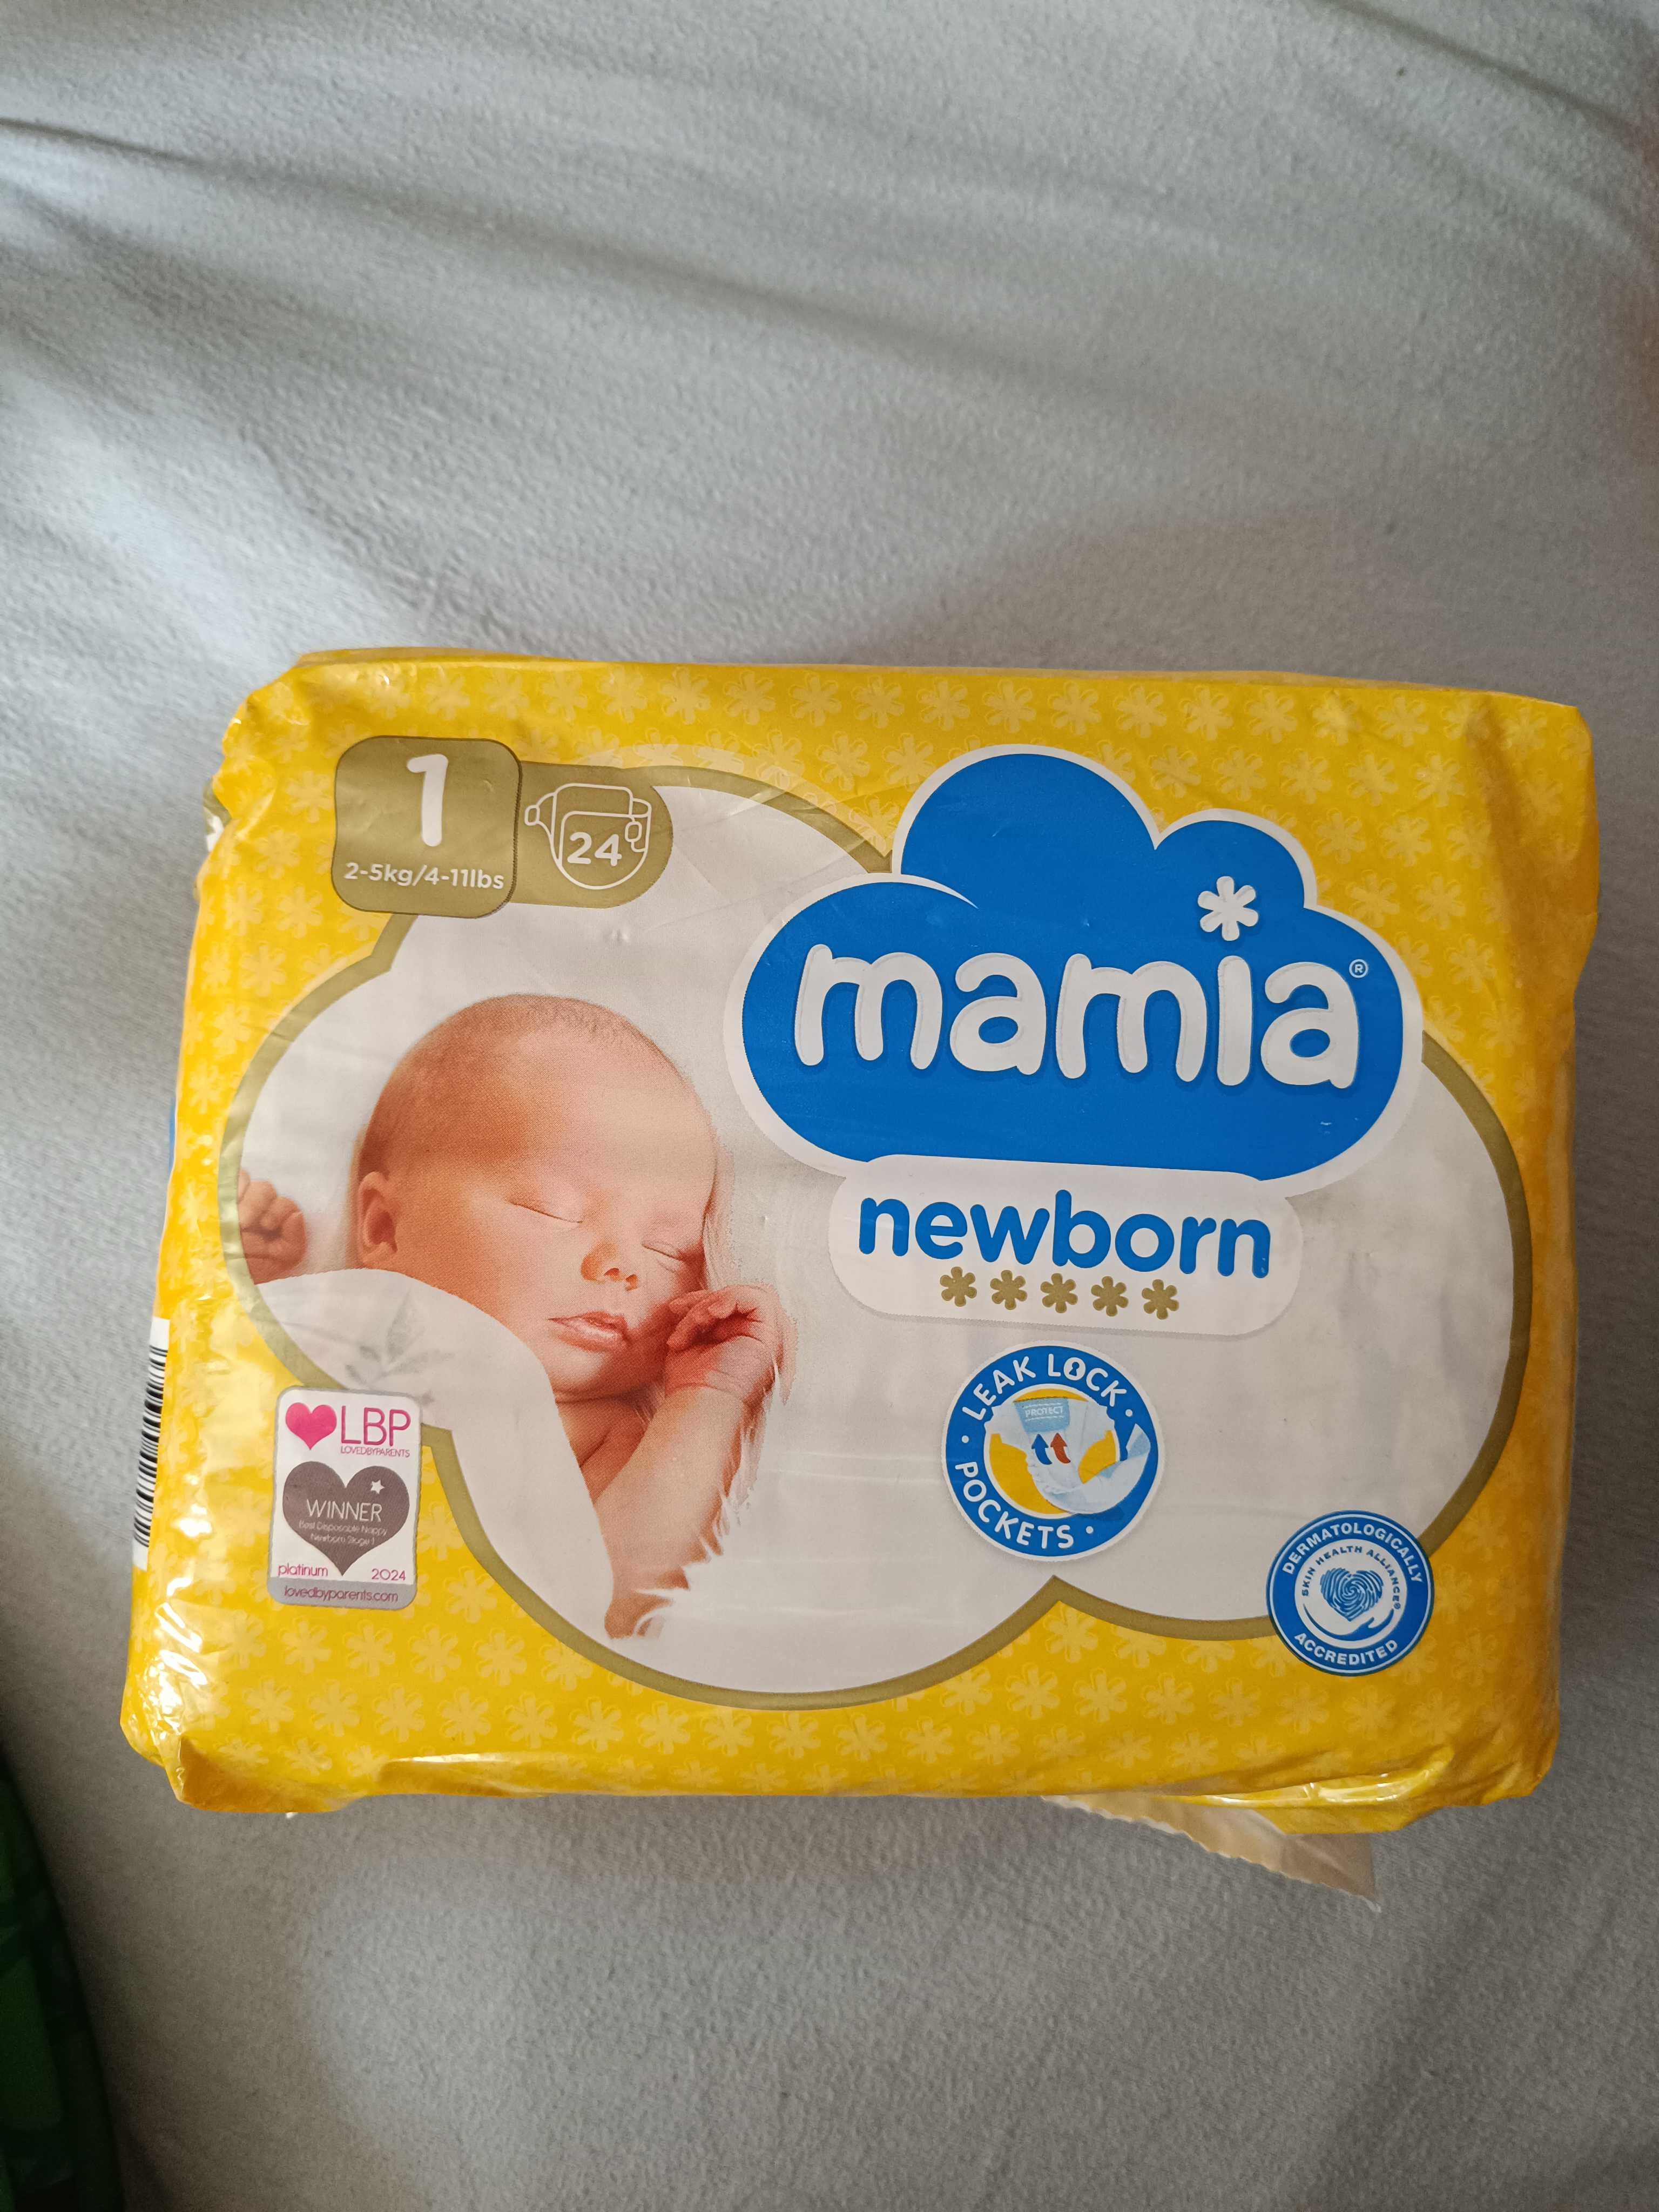 1
2-5kg/4-11lbs
24
mamia®
newborn
LEAK LOCK
POCKETS
PROTECT
LBP
LOVEDBYPARENTS
WINNER
Best Disposable Nappy
Newborn Stage 1
platinum 2024
lovedbyparents.com
DERMATOLOGICALLY
SKIN HEALTH ALLIANCE®
ACCREDITED